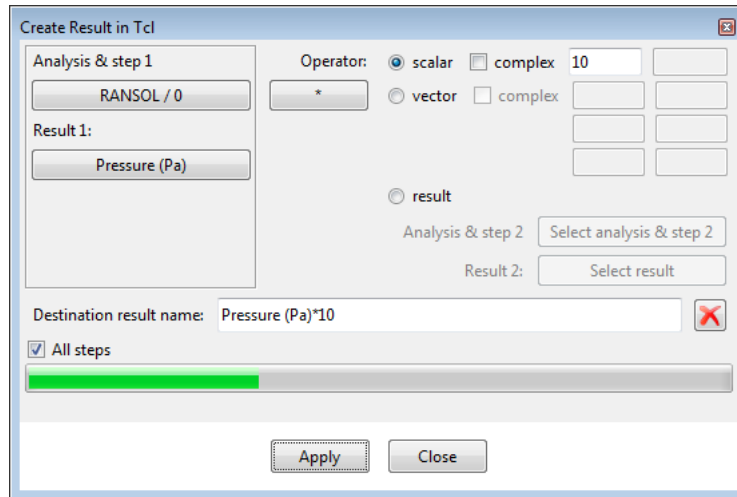 Create Result in Tcl
Analysis & step 1
RANSOL / 0
Result 1:
Pressure (Pa)
Operator:
*
scalar complex 10
vector complex
result
Analysis & step 2 Select analysis & step 2
Result 2: Select result
Destination result name: Pressure (Pa)*10
All steps
Apply Close